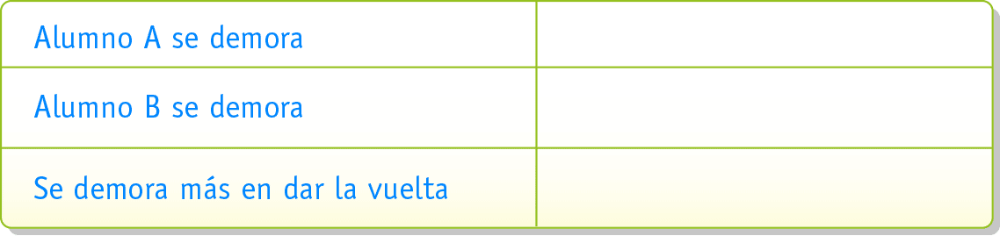 Alumno A se demora
Alumno B se demora
Se demora más en dar la vuelta